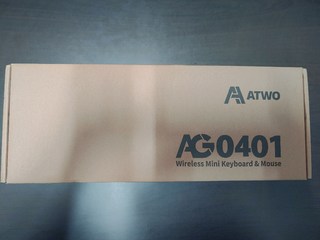 ATWO
AG0401
Wireless Mini Keyboard & Mouse